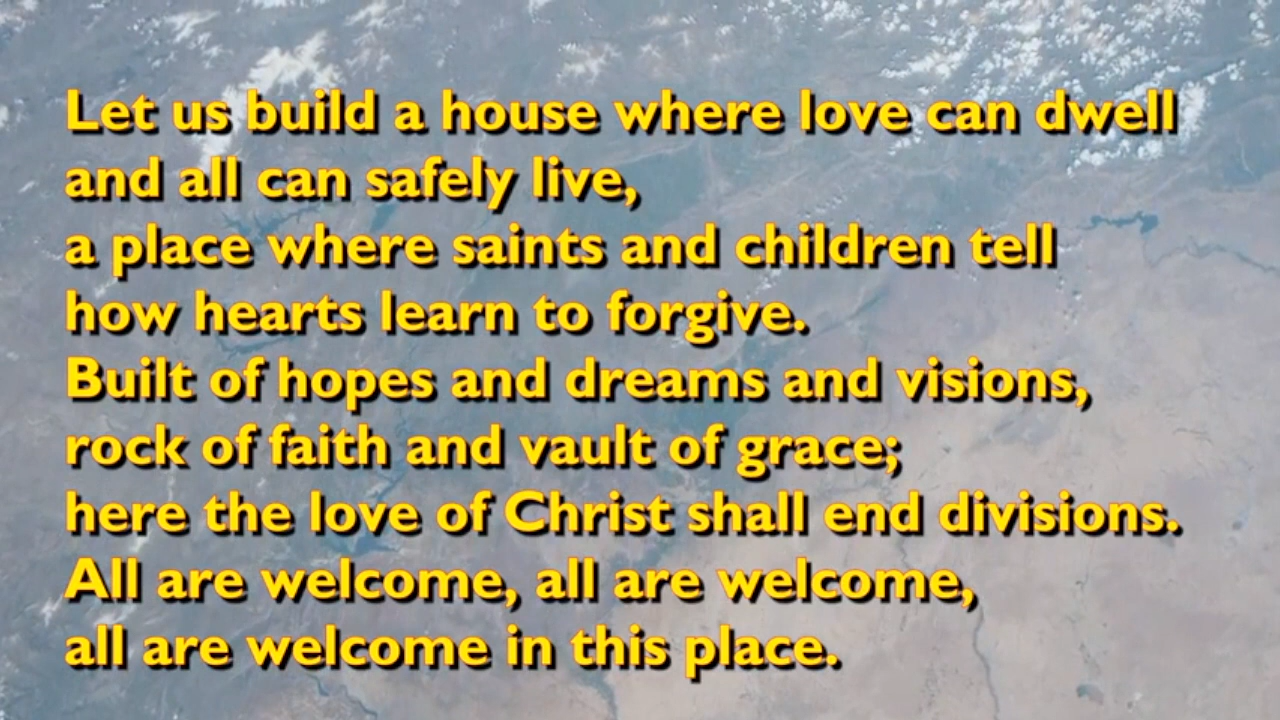 Let us build a house where love can dwell
and all can safely live,
a place where saints and children tell
how hearts learn to forgive.
Built of hopes and dreams and visions,
rock of faith and vault of grace;
here the love of Christ shall end divisions.
All are welcome, all are welcome,
all are welcome in this place.